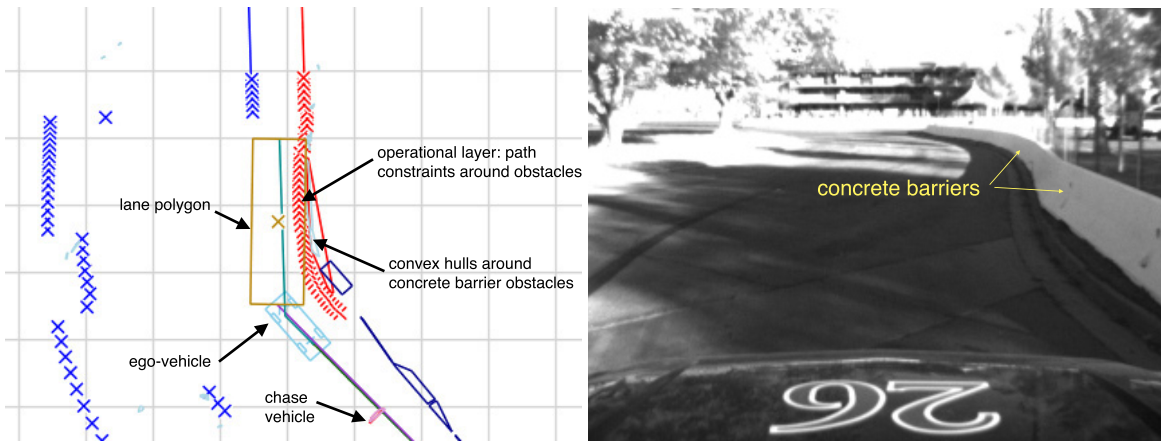 operational layer: path
constraints around obstacles
lane polygon
convex hulls around
concrete barrier obstacles
ego-vehicle
chase
vehicle
concrete barriers
26